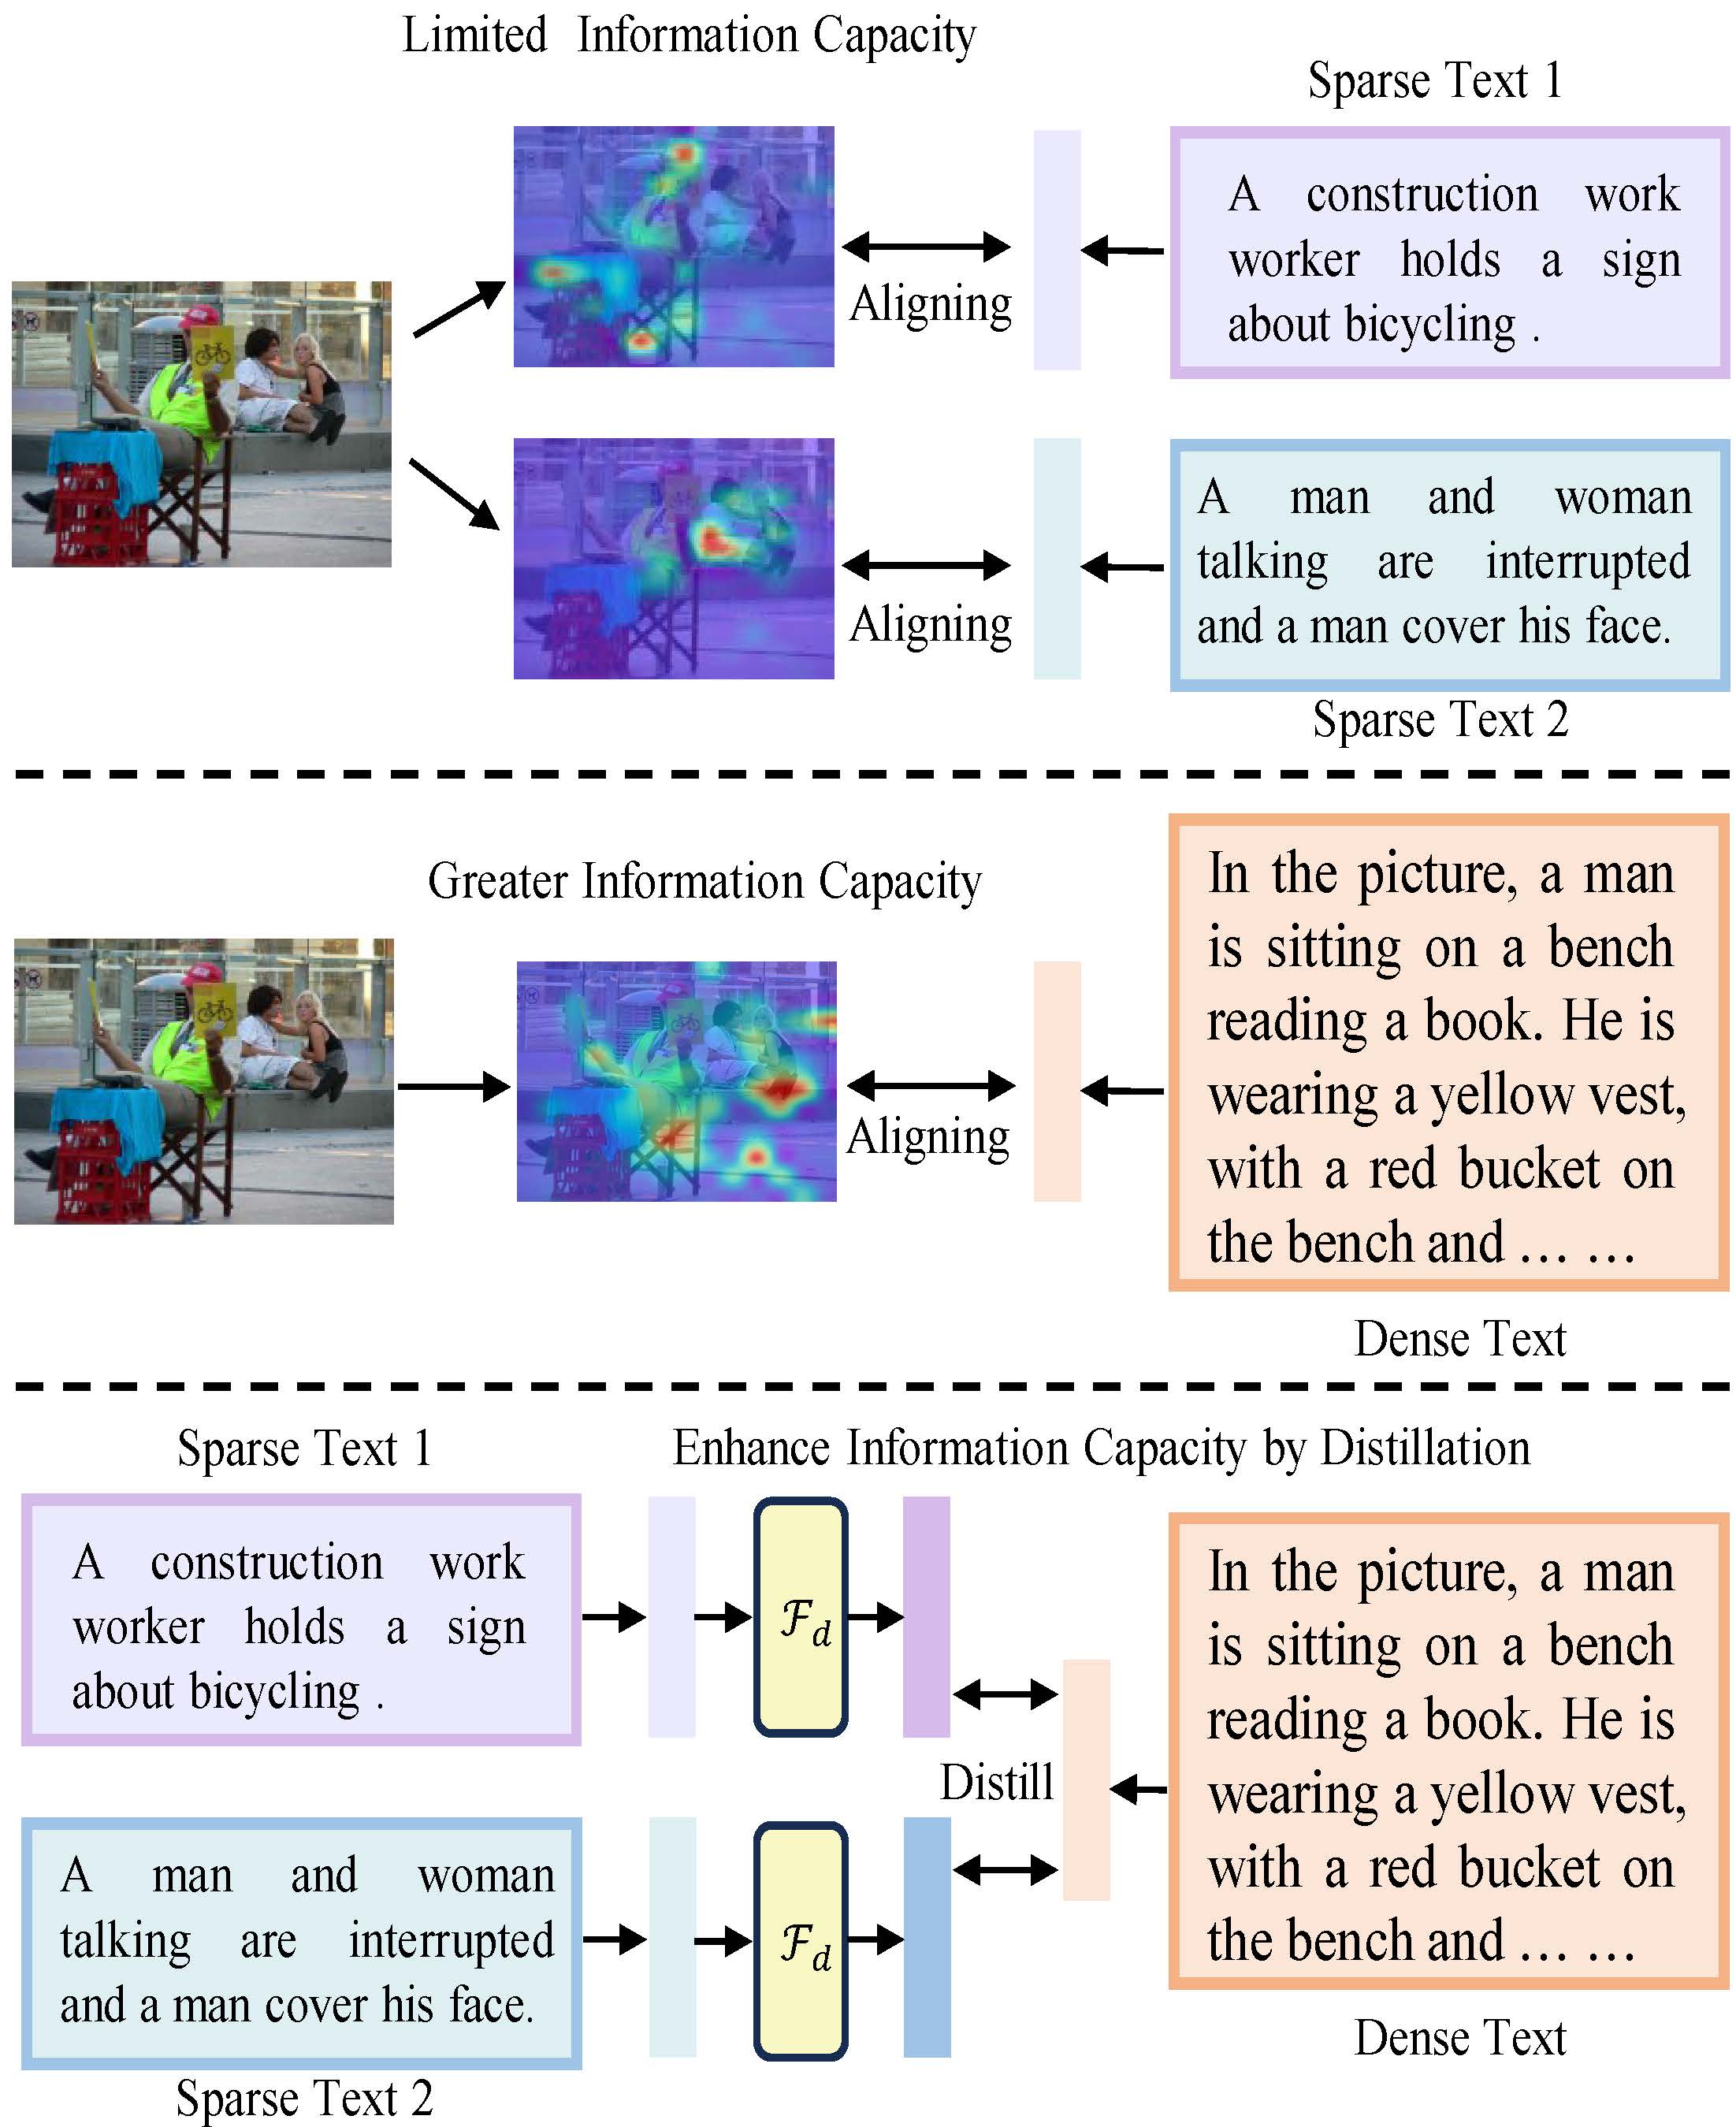 Limited Information Capacity
Sparse Text 1
A construction work
worker holds a sign
about bicycling .
Aligning
A man and woman
talking are interrupted
and a man cover his face.
Aligning
Sparse Text 2
Greater Information Capacity
In the picture, a man
is sitting on a bench
reading a book. He is
wearing a yellow vest,
with a red bucket on
the bench and … …
Aligning
Dense Text
Sparse Text 1
Enhance Information Capacity by Distillation
A construction work
worker holds a sign
about bicycling .
ℱd
Distill
In the picture, a man
is sitting on a bench
reading a book. He is
wearing a yellow vest,
with a red bucket on
the bench and … …
A man and woman
talking are interrupted
and a man cover his face.
ℱd
Dense Text
Sparse Text 2